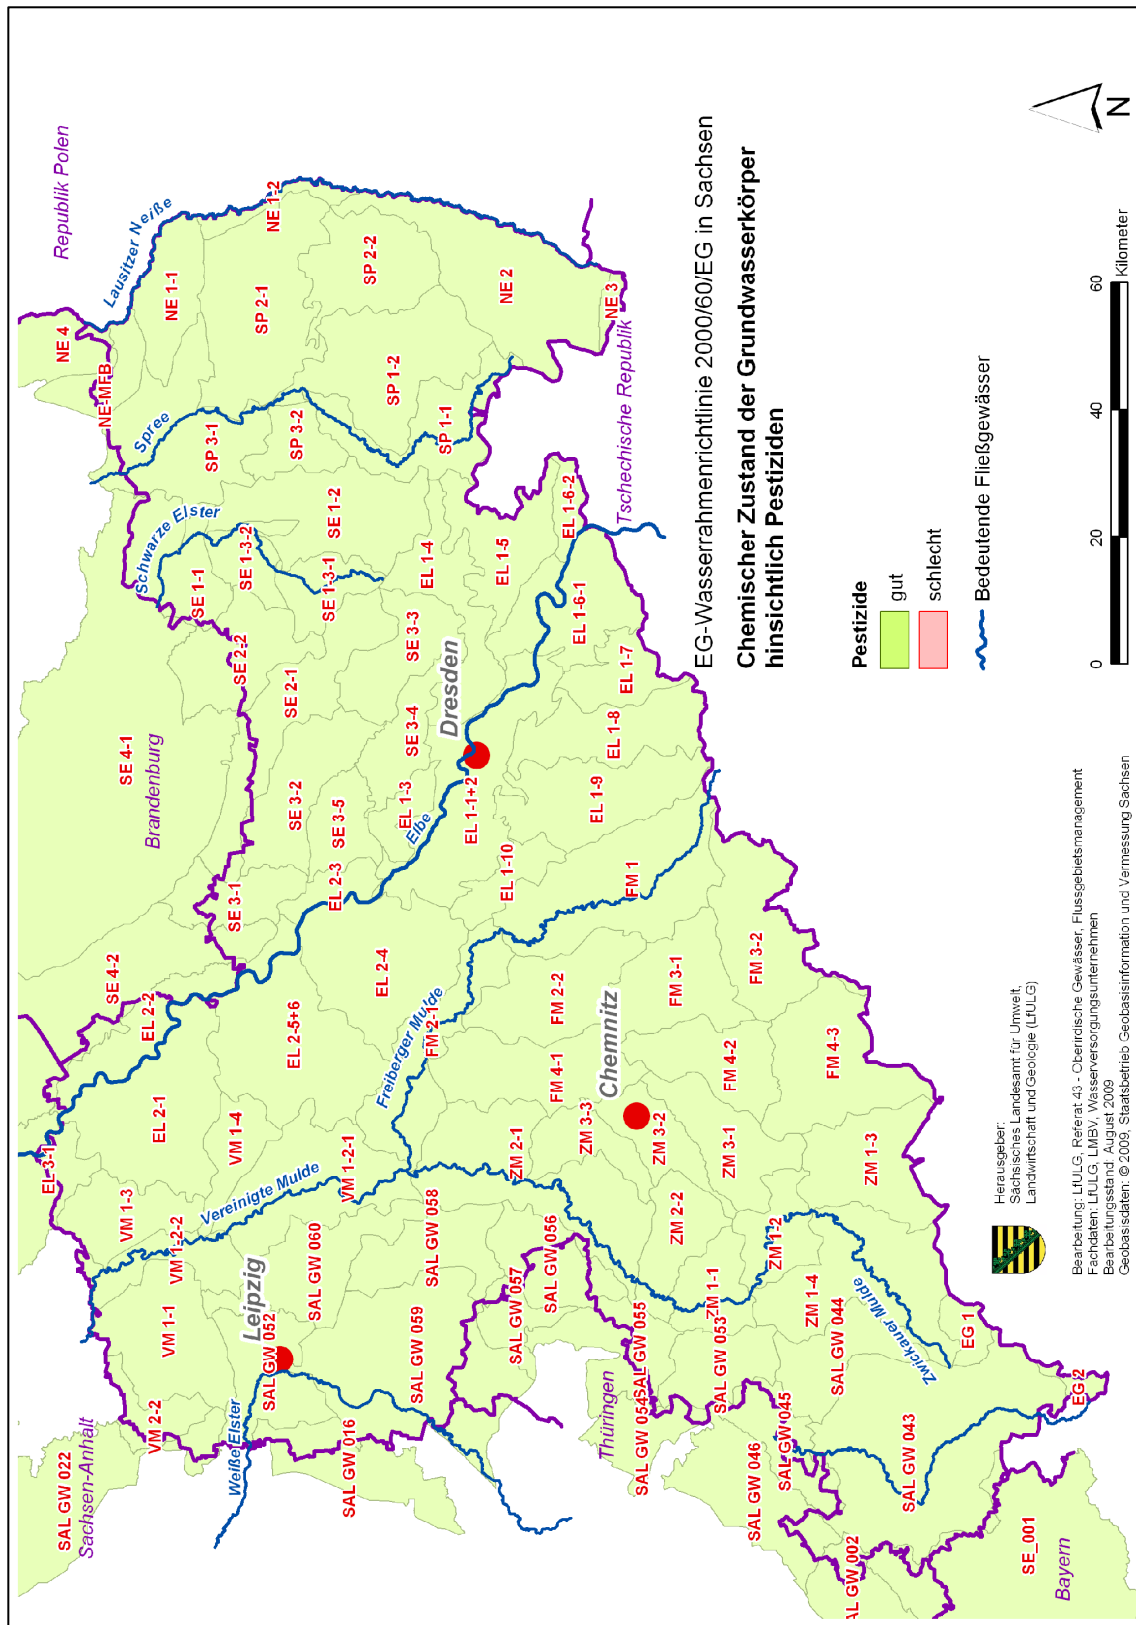 Republik Polen
Lausitzer Neiße
NE 4
NE-MFB
NE 1-1
NE 1-2
SP 2-1
SP 2-2
NE 2
NE 3
Tschechische Republik
Spree
SP 3-1
SP 3-2
SP 1-2
SP 1-1
Schwarze Elster
SE 1-1
SE 1-3-2
SE 1-2
SE 1-3-1
EL 1-4
EL 1-5
EL 1-6-2
EL 1-6-1
EL 1-7
EL 1-8
EL 1-9
SE 2-2
SE 2-1
SE 3-3
SE 3-4
Dresden
SE 4-1
Brandenburg
SE 3-2
SE 3-5
EL 1-3
Elbe
EL 1-1+2
EL 1-10
SE 3-1
EL 2-3
FM 1
SE 4-2
EL 2-2
EL 2-4
EL 2-5+6
FM 2-1
Freiberger Mulde
FM 2-2
FM 3-1
FM 3-2
FM 4-1
Chemnitz
FM 4-2
FM 4-3
EL 3-1
EL 2-1
VM 1-4
VM 1-2-1
Vereinigte Mulde
VM 1-3
VM 1-2-2
ZM 2-1
ZM 3-3
ZM 3-2
ZM 3-1
ZM 1-3
ZM 2-2
ZM 1-2
ZM 1-1
ZM 1-4
Zwickauer Mulde
SAL GW 060
SAL GW 058
SAL GW 056
SAL GW 057
SAL GW 059
SAL GW 055
SAL GW 053
SAL GW 044
VM 1-1
Leipzig
SAL GW 052
VM 2-2
Weiße Elster
SAL GW 016
Thüringen
SAL GW 054
SAL GW 045
SAL GW 046
SAL GW 043
EG 1
EG 2
SAL GW 022
Sachsen-Anhalt
AL GW 002
SE_001
Bayern
EG-Wasserrahmenrichtlinie 2000/60/EG in Sachsen
Chemischer Zustand der Grundwasserkörper
hinsichtlich Pestiziden
Pestizide
gut
schlecht
Bedeutende Fließgewässer
0 20 40 60
Kilometer
N
Herausgeber:
Sächsisches Landesamt für Umwelt,
Landwirtschaft und Geologie (LfULG)
Bearbeitung: LfULG, Referat 43 - Oberirdische Gewässer, Flussgebietsmanagement
Fachdaten: LfULG, LMBV, Wasserversorgungsunternehmen
Bearbeitungsstand: August 2009
Geobasisdaten: © 2009, Staatsbetrieb Geobasisinformation und Vermessung Sachsen